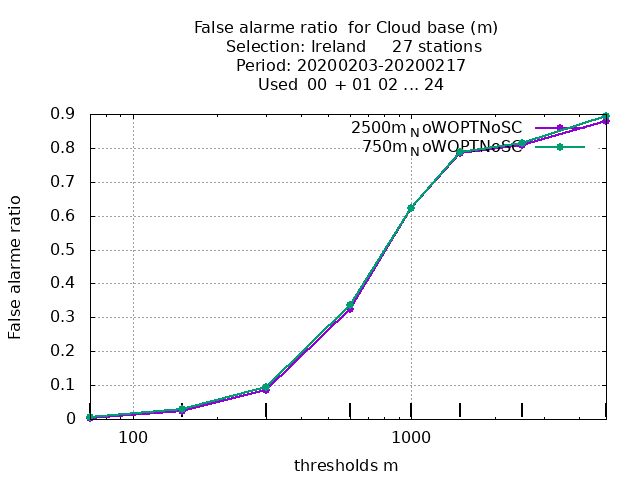 False alarme ratio  for Cloud base (m)
Selection: Ireland     27 stations
Period: 20200203-20200217
Used  00 + 01 02 ... 24
2500m_NoWOPTNoSC
750m_NoWOPTNoSC
0.9
0.8
0.7
0.6
0.5
0.4
0.3
0.2
0.1
0
False alarme ratio
100
1000
thresholds m